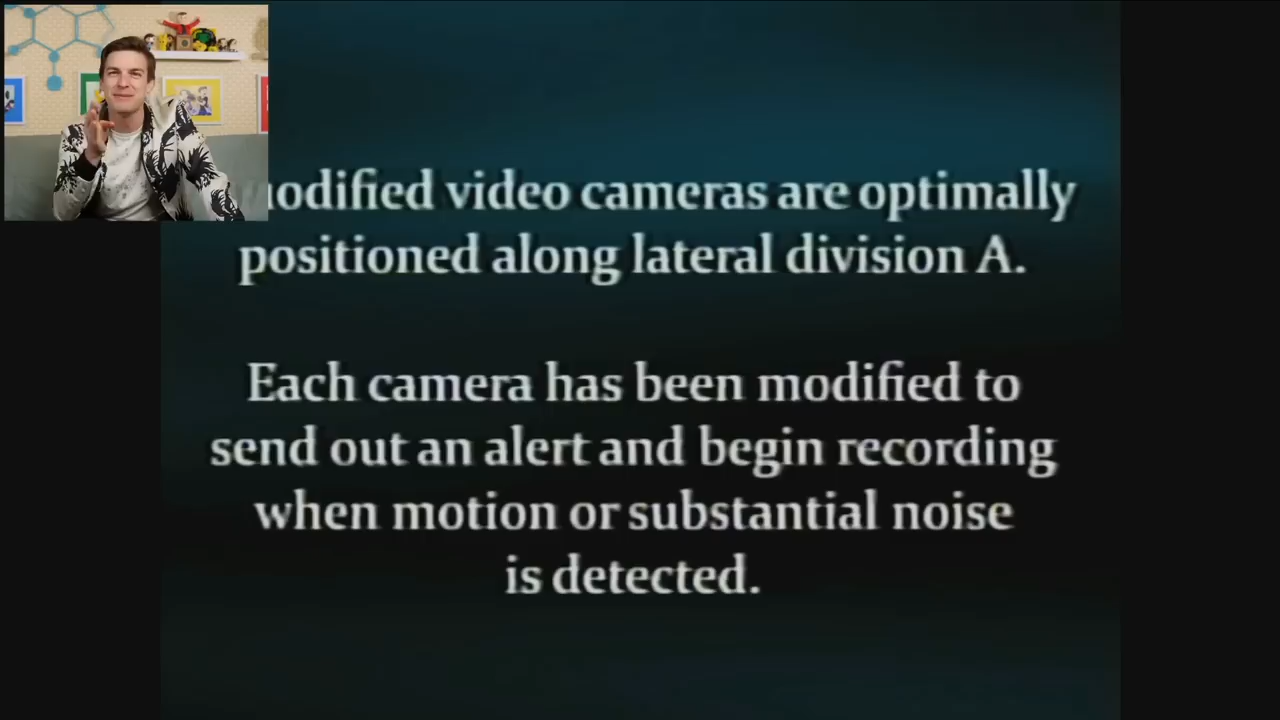 modified video cameras are optimally
positioned along lateral division A.
Each camera has been modified to
send out an alert and begin recording
when motion or substantial noise
is detected.